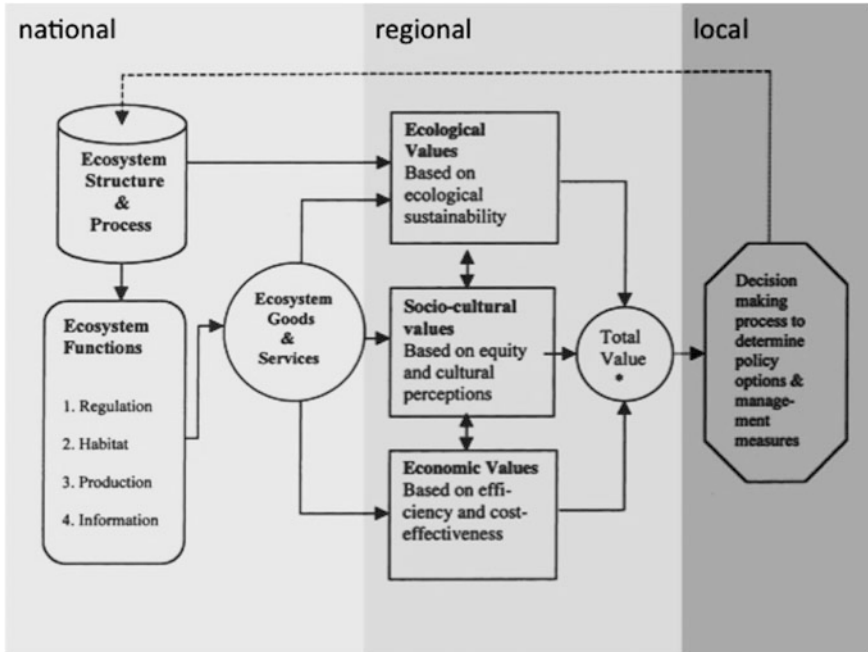 national
regional
local
Ecosystem
Structure
&
Process
Ecosystem
Functions
1. Regulation
2. Habitat
3. Production
4. Information
Ecosystem
Goods
&
Services
Ecological
Values
Based on
ecological
sustainability
Socio-cultural
values
Based on equity
and cultural
perceptions
Economic Values
Based on effi-
ciency and cost-
effectiveness
Total
Value
Decision
making
process to
determine
policy
options &
manage-
ment
measures